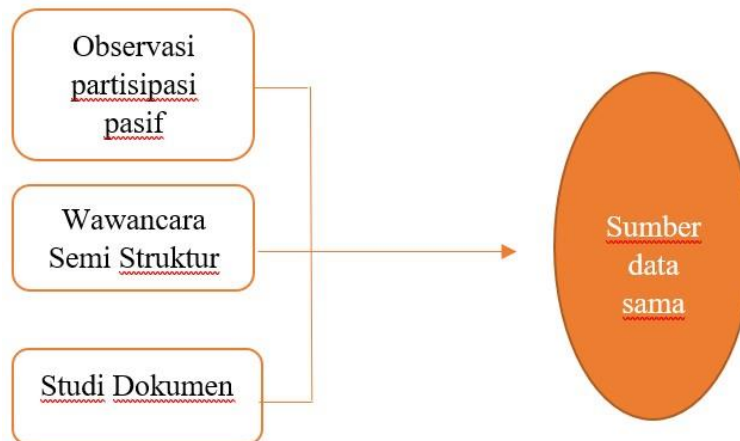 Observasi
partisipasi
pasif
Wawancara
Semi Struktur
Studi Dokumen
Sumber
data
sama